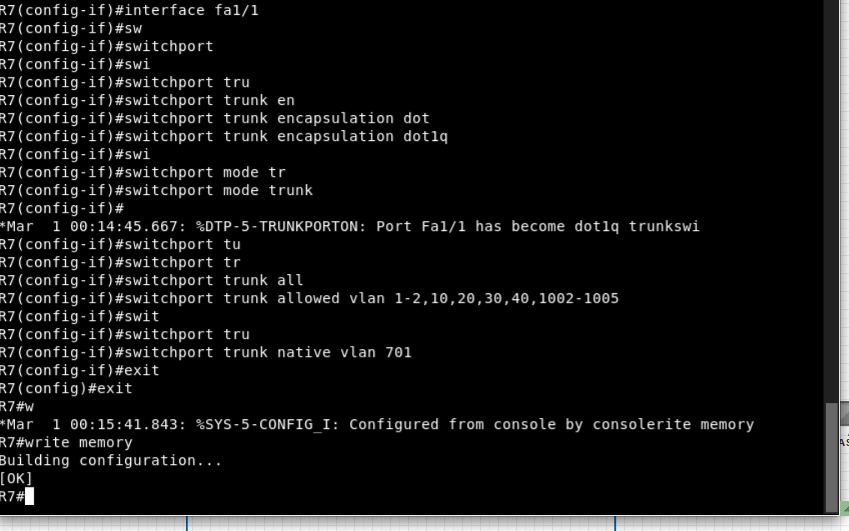 R7(config-if)#interface fa1/1
R7(config-if)#sw
R7(config-if)#switchport
R7(config-if)#swi
R7(config-if)#switchport tru
R7(config-if)#switchport trunk en
R7(config-if)#switchport trunk encapsulation dot
R7(config-if)#switchport trunk encapsulation dot1q
R7(config-if)#swi
R7(config-if)#switchport mode tr
R7(config-if)#switchport mode trunk
R7(config-if)#
*Mar  1 00:14:45.667: %DTP-5-TRUNKPORTON: Port Fa1/1 has become dot1q trunkswi
R7(config-if)#switchport tu
R7(config-if)#switchport tr
R7(config-if)#switchport trunk all
R7(config-if)#switchport trunk allowed vlan 1-2,10,20,30,40,1002-1005
R7(config-if)#swit
R7(config-if)#switchport tru
R7(config-if)#switchport trunk native vlan 701
R7(config-if)#exit
R7(config)#exit
R7#w
*Mar  1 00:15:41.843: %SYS-5-CONFIG_I: Configured from console by consolerite memory
R7#write memory
Building configuration...
[OK]
R7#